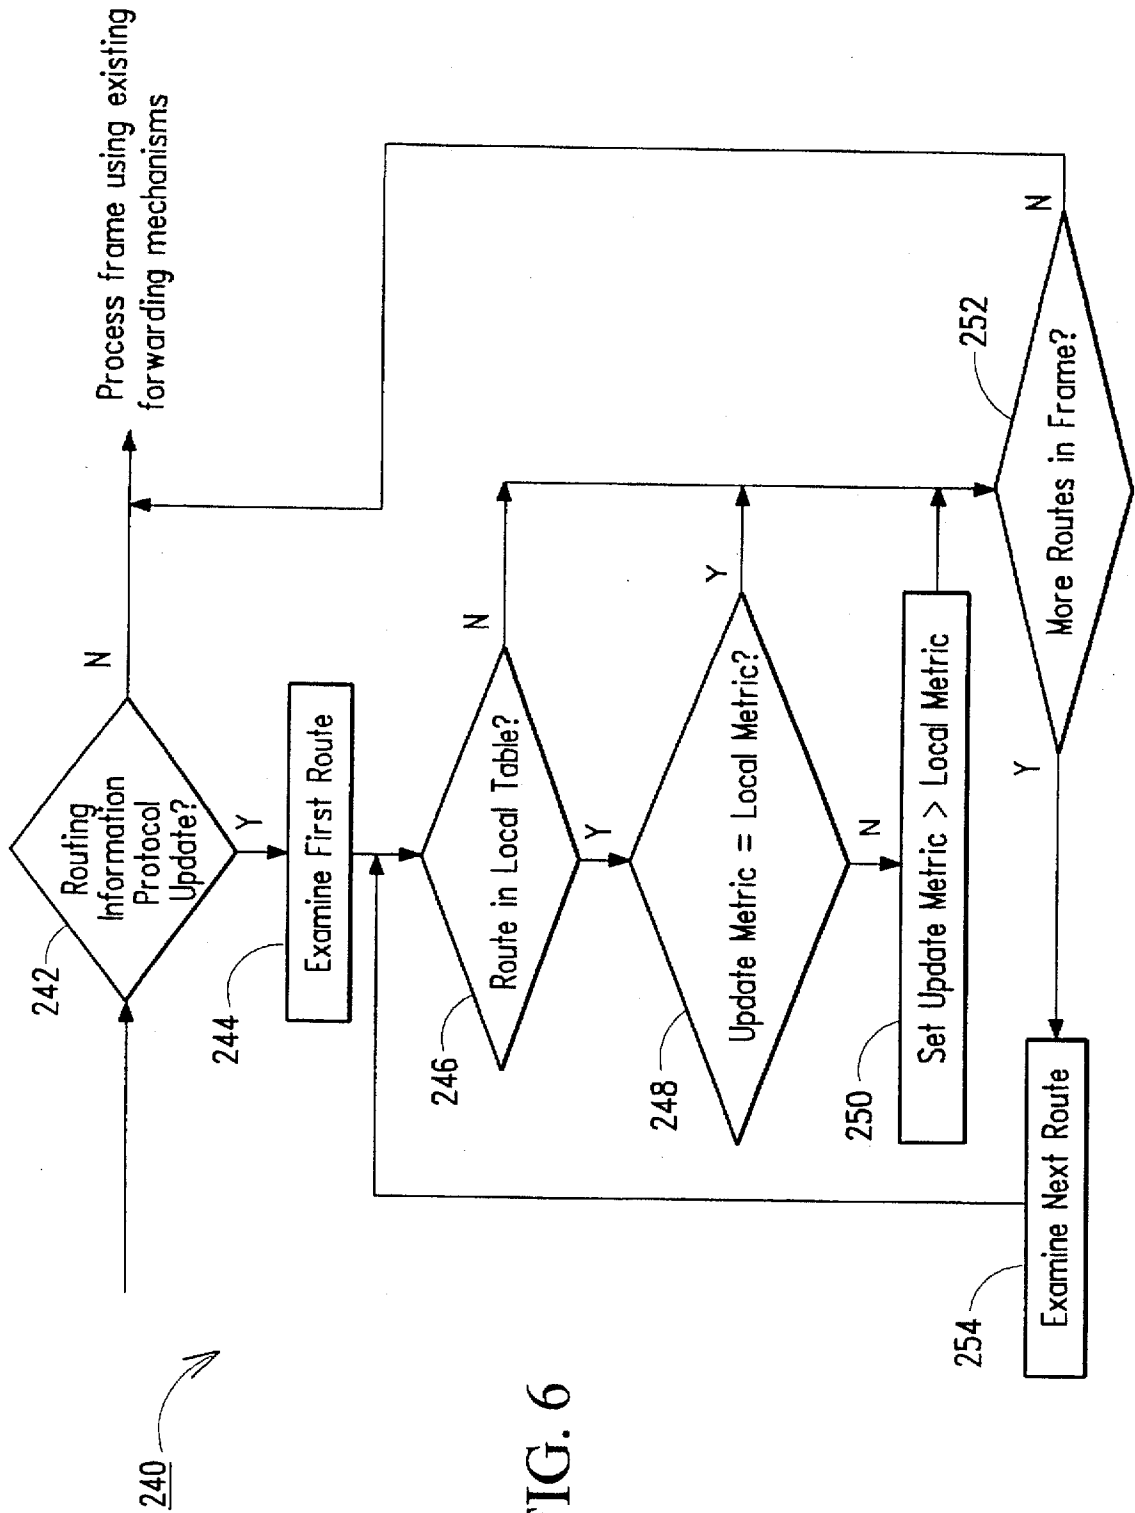 240
242
Routing
Information
Protocol
Update?
N
Process frame using existing
forwarding mechanisms
Y
244
Examine First Route
246
Route in Local Table?
N
Y
248
Update Metric = Local Metric?
Y
N
250
Set Update Metric > Local Metric
252
More Routes in Frame?
N
Y
254
Examine Next Route
FIG. 6